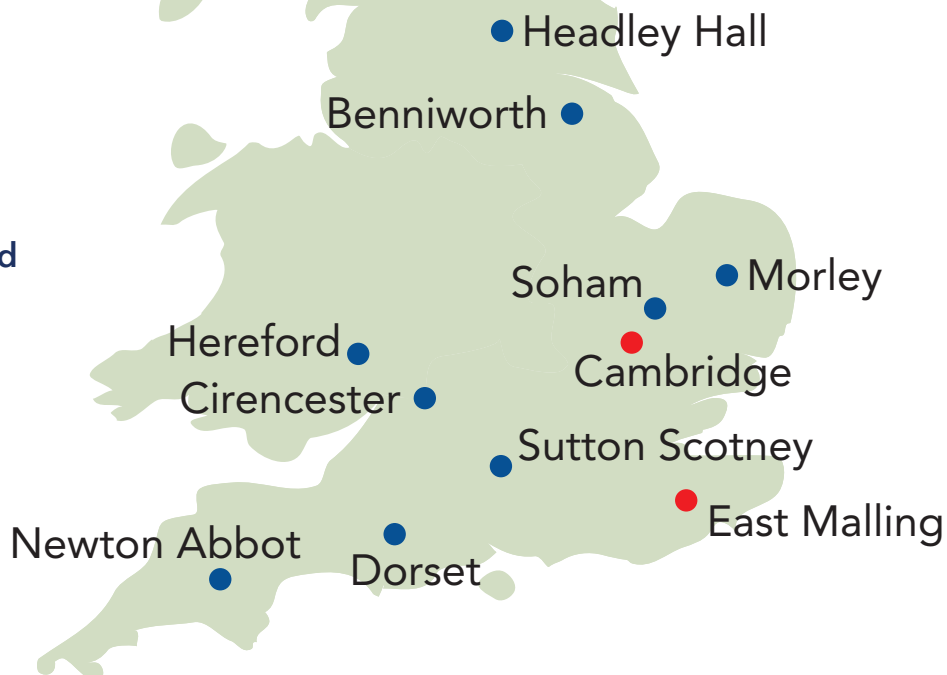 Headley Hall
Benniworth
d
Soham
Morley
Hereford
Cambridge
Cirencester
Sutton Scotney
East Malling
Newton Abbot
Dorset